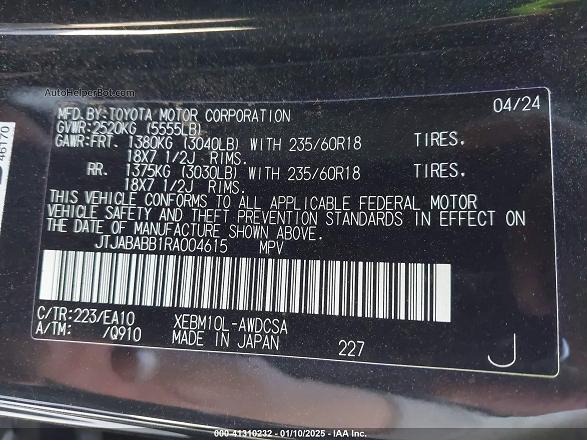 AutoHelperBot.com
04/24
MFD.BY:TOYOTA MOTOR CORPORATION
GVWR:2520KG (5555LB)
GAWR:FRT. 1380KG (3040LB) WITH 235/60R18 TIRES.
18X7 1/2J RIMS.
RR. 1375KG (3030LB) WITH 235/60R18 TIRES.
18X7 1/2J RIMS.
THIS VEHICLE CONFORMS TO ALL APPLICABLE FEDERAL MOTOR
VEHICLE SAFETY AND THEFT PREVENTION STANDARDS IN EFFECT ON
THE DATE OF MANUFACTURE SHOWN ABOVE.
JTJABABB1RA004615 MPV
C/TR:223/EA10 XEBM10L-AWDCSA
A/TM: /Q910 MADE IN JAPAN 227 J
46170
000-41310232 - 01/10/2025 - IAA Inc.